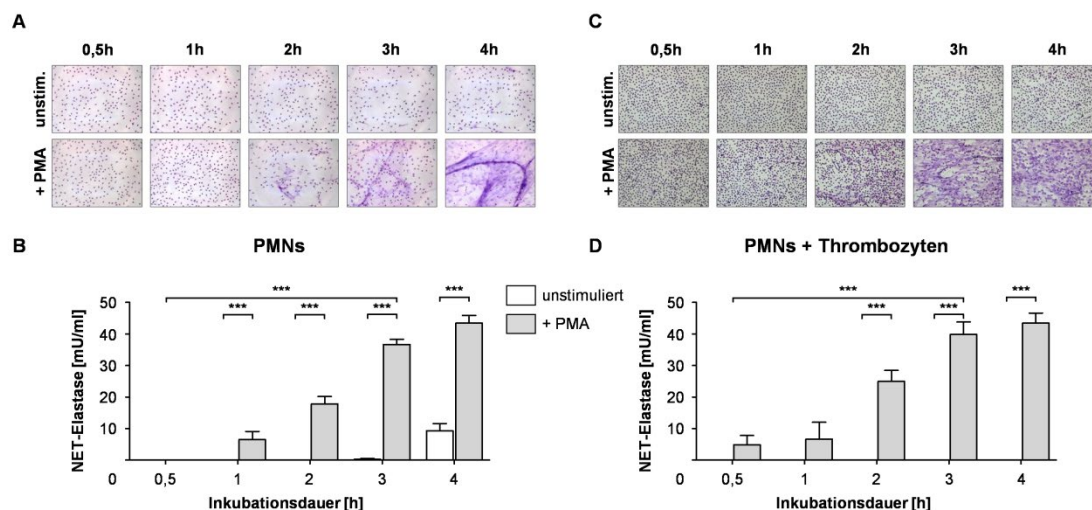 A
0,5h 1h 2h 3h 4h
unstim.
+ PMA
B
PMNs
*** *** *** *** ***
50
40
30
20
10
0
NET-Elastase [mU/ml]
0,5 1 2 3 4
Inkubationsdauer [h]
unstimuliert
+ PMA
C
0,5h 1h 2h 3h 4h
unstim.
+ PMA
D
PMNs + Thrombozyten
*** *** *** ***
50
40
30
20
10
0
NET-Elastase [mU/ml]
0,5 1 2 3 4
Inkubationsdauer [h]